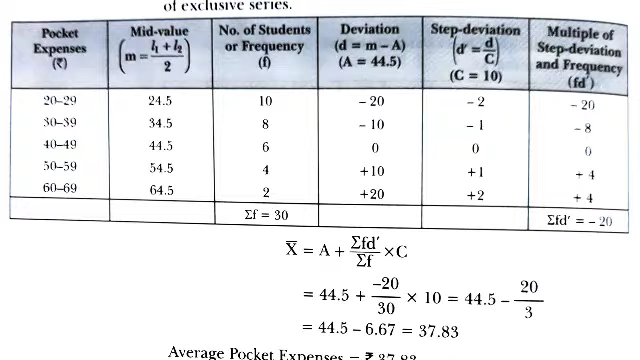 of exclusive series.
Pocket Expenses (₹) | Mid-value (m = l₁ + l₂ / 2) | No. of Students or Frequency (f) | Deviation (d = m – A) (A = 44.5) | Step-deviation (d′ = d/C) (C = 10) | Multiple of Step-deviation and Frequency (fd′)
20–29 24.5 10 – 20 – 2 – 20
30–39 34.5 8 – 10 – 1 – 8
40–49 44.5 6 0 0 0
50–59 54.5 4 +10 +1 + 4
60–69 64.5 2 +20 +2 + 4
Σf = 30 Σfd′ = – 20
X̄ = A + Σfd′/Σf ×C
= 44.5 + –20/30 × 10 = 44.5 – 20/3
= 44.5 – 6.67 = 37.83
Average Pocket Expenses = ₹ 37.83